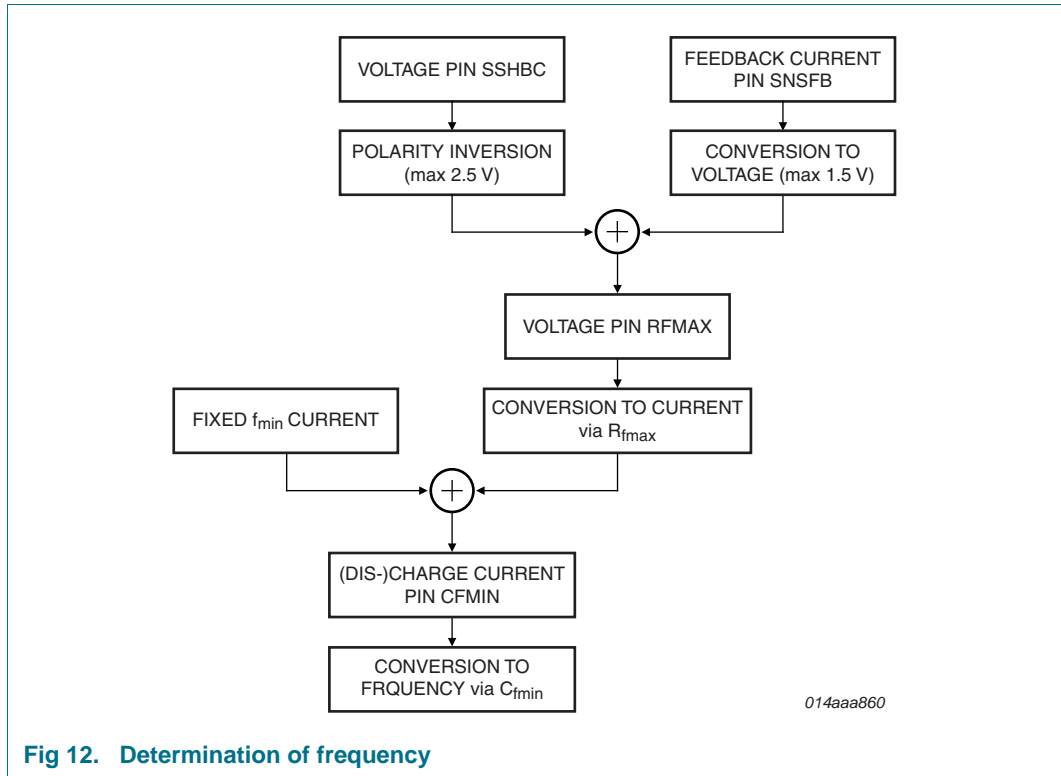 VOLTAGE PIN SSHBC
FEEDBACK CURRENT
PIN SNSFB
POLARITY INVERSION
(max 2.5 V)
CONVERSION TO
VOLTAGE (max 1.5 V)
+
VOLTAGE PIN RFMAX
FIXED fmin CURRENT
CONVERSION TO CURRENT
via Rfmax
+
(DIS-)CHARGE CURRENT
PIN CFMIN
CONVERSION TO
FRQUENCY via Cfmin
014aaa860
Fig 12. Determination of frequency